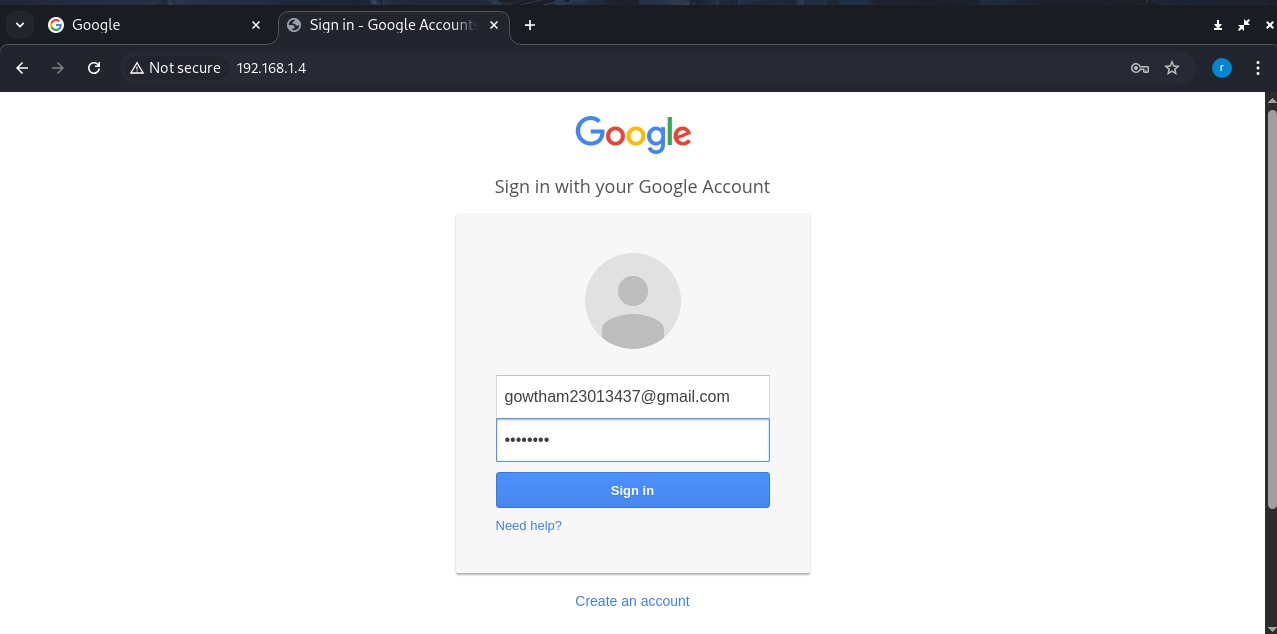 Google
Sign in - Google Accounts
Not secure
192.168.1.4
r
Google
Sign in with your Google Account
gowtham23013437@gmail.com
••••••••
Sign in
Need help?
Create an account